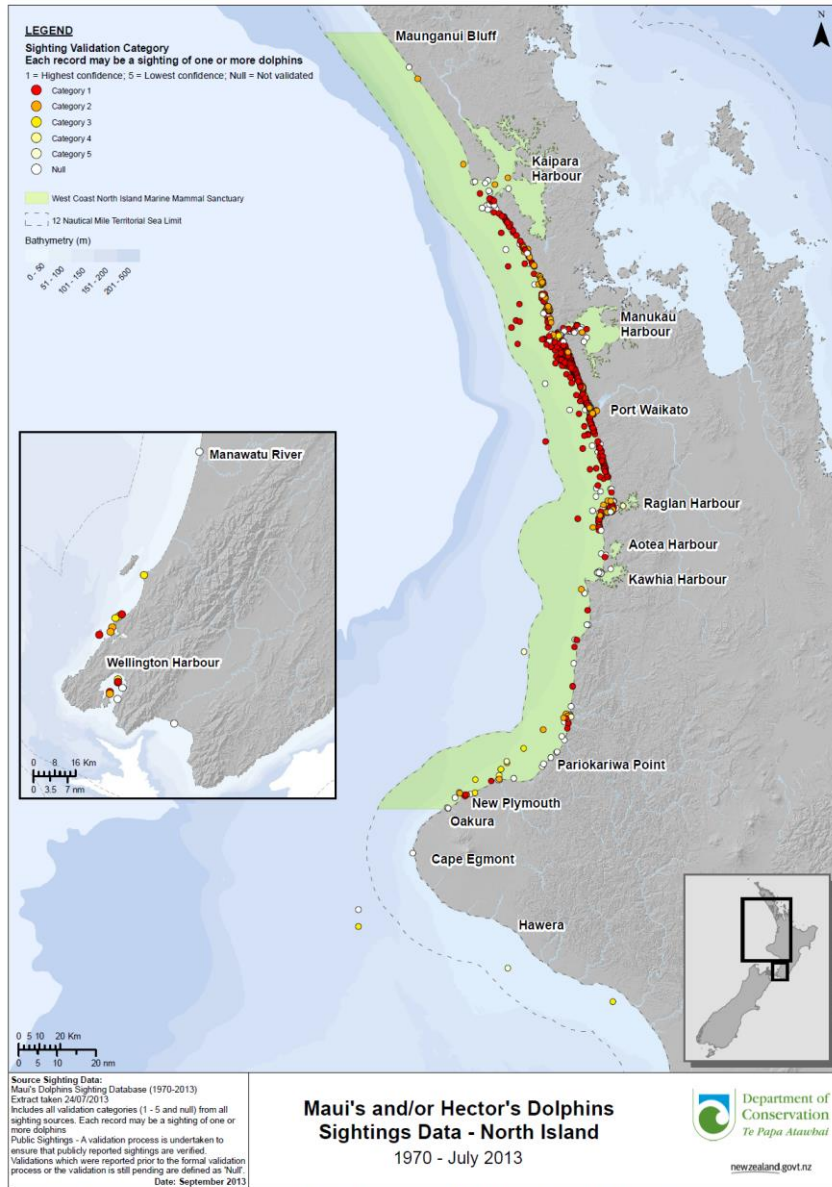 LEGEND
Sighting Validation Category
Each record may be a sighting of one or more dolphins
1 = Highest confidence; 5 = Lowest confidence; Null = Not validated
Category 1
Category 2
Category 3
Category 4
Category 5
Null
West Coast North Island Marine Mammal Sanctuary
12 Nautical Mile Territorial Sea Limit
Bathymetry (m)
0 - 50
51 - 100
101 - 150
151 - 200
201 - 500
N
Maunganui Bluff
Kaipara
Harbour
Manukau
Harbour
Port Waikato
Raglan Harbour
Aotea Harbour
Kawhia Harbour
Pariokariwa Point
New Plymouth
Oakura
Cape Egmont
Hawera
Manawatu River
Wellington Harbour
0 8 16 Km
0 3.5 7 nm
0 5 10 20 Km
0 5 10 20 nm
Source Sighting Data:
Maui's Dolphins Sighting Database (1970-2013)
Extract taken 24/07/2013
Includes all validation categories (1 - 5 and null) from all
sighting sources. Each record may be a sighting of one or
more dolphins
Public Sightings - A validation process is undertaken to
ensure that publicly reported sightings are verified.
Validations which were reported prior to the formal validation
process or the validation is still pending are defined as 'Null'.
Date: September 2013
Maui's and/or Hector's Dolphins
Sightings Data - North Island
1970 - July 2013
Department of
Conservation
Te Papa Atawbai
newzealand.govt.nz